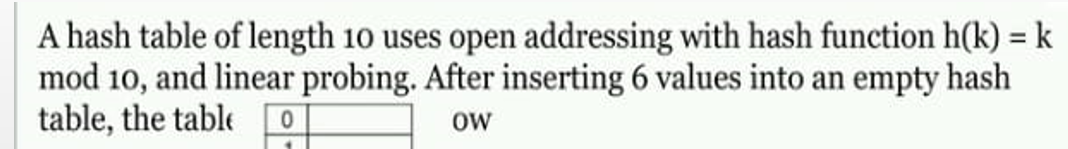 A hash table of length 10 uses open addressing with hash function h(k) = k
mod 10, and linear probing. After inserting 6 values into an empty hash
table, the table 0 ow